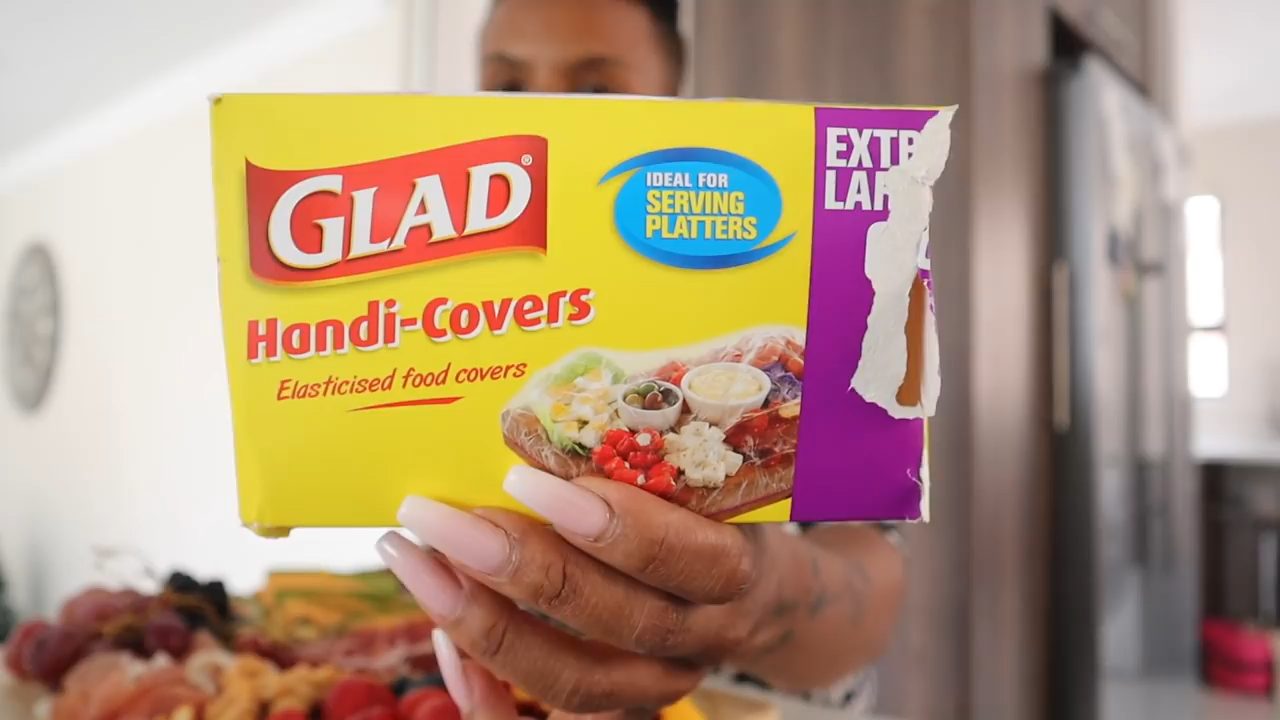 GLAD®
Handi-Covers
Elasticised food covers
IDEAL FOR
SERVING
PLATTERS